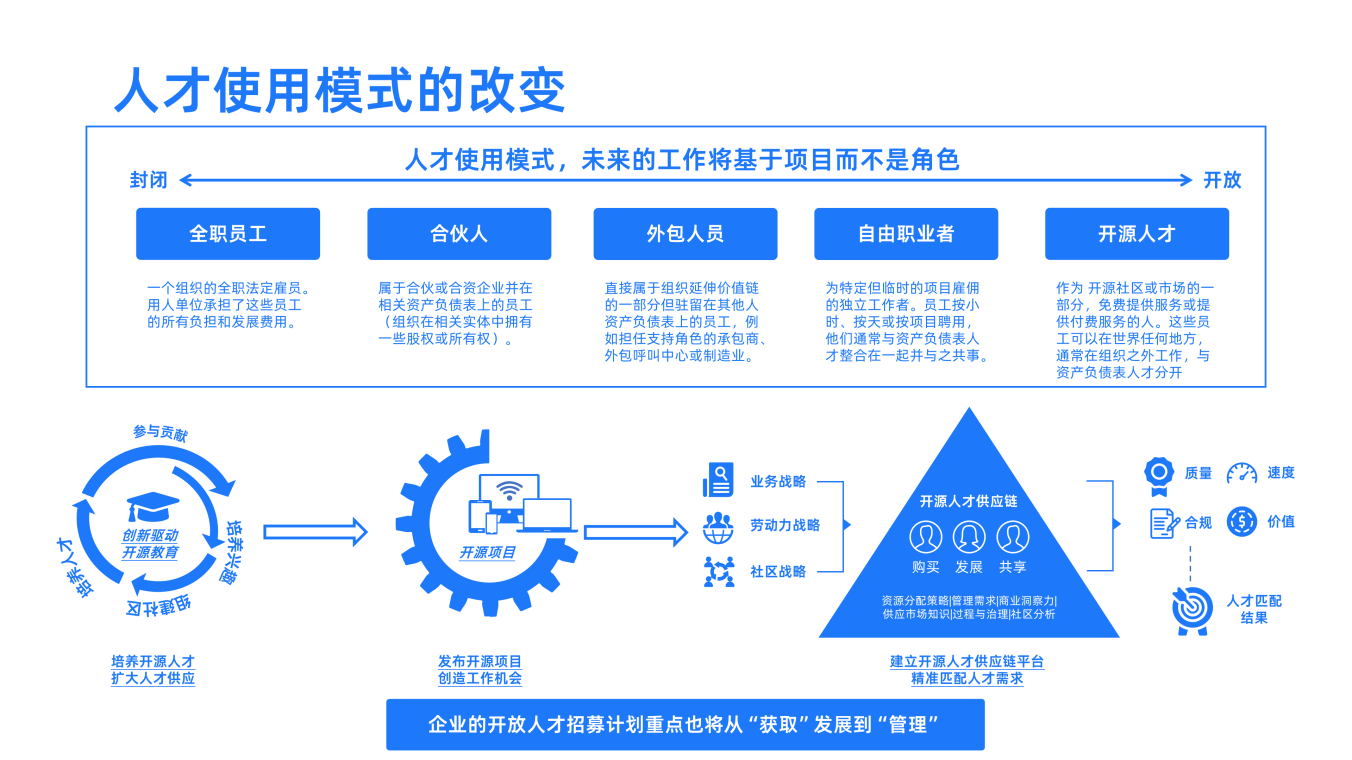 人才使用模式的改变
人才使用模式，未来的工作将基于项目而不是角色
封闭
开放
全职员工
合伙人
外包人员
自由职业者
开源人才
一个组织的全职法定雇员。
用人单位承担了这些员工
的所有负担和发展费用。
属于合伙或合资企业并在
相关资产负债表上的员工
（组织在相关实体中拥有
一些股权或所有权）。
直接属于组织延伸价值链
的一部分但驻留在其他人
资产负债表上的员工，例
如担任支持角色的承包商、
外包呼叫中心或制造业。
为特定但临时的项目雇佣
的独立工作者。员工按小
时、按天或按项目聘用，
他们通常与资产负债表人
才整合在一起并与之共事。
作为 开源社区或市场的一
部分，免费提供服务或提
供付费服务的人。这些员
工可以在世界任何地方，
通常在组织之外工作，与
资产负债表人才分开
参与贡献
培养兴趣
组建社区
培养人才
创新驱动
开源教育
开源项目
业务战略
劳动力战略
社区战略
开源人才供应链
购买
发展
共享
资源分配策略|管理需求|商业洞察力|
供应市场知识|过程与治理|社区分析
质量
速度
合规
价值
人才匹配
结果
培养开源人才
扩大人才供应
发布开源项目
创造工作机会
建立开源人才供应链平台
精准匹配人才需求
企业的开放人才招募计划重点也将从“获取”发展到“管理”